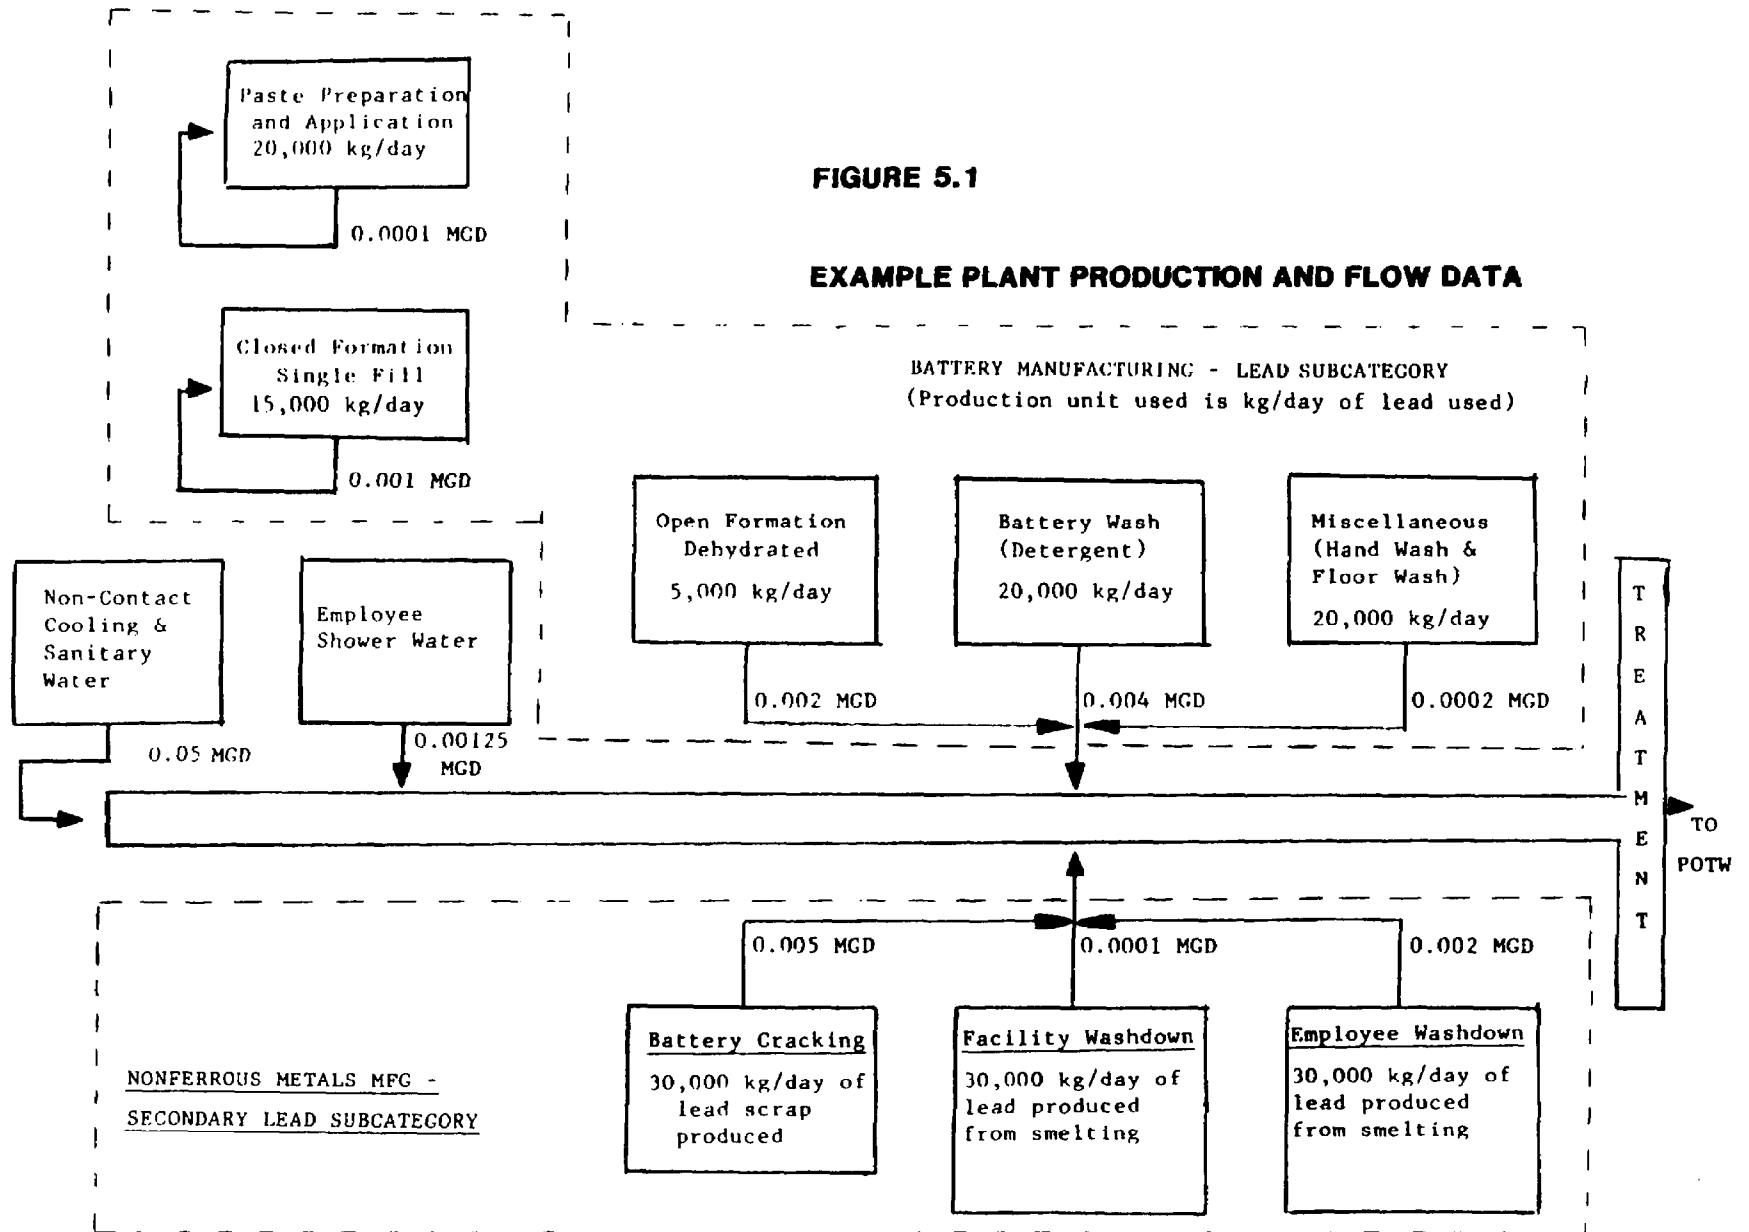 Paste Preparation
and Application
20,000 kg/day
0.0001 MGD
FIGURE 5.1
EXAMPLE PLANT PRODUCTION AND FLOW DATA
Closed Formation
Single Fill
15,000 kg/day
0.001 MGD
BATTERY MANUFACTURING - LEAD SUBCATEGORY
(Production unit used is kg/day of lead used)
Open Formation
Dehydrated
5,000 kg/day
0.002 MGD
Battery Wash
(Detergent)
20,000 kg/day
0.004 MGD
Miscellaneous
(Hand Wash &
Floor Wash)
20,000 kg/day
0.0002 MGD
Non-Contact
Cooling &
Sanitary
Water
0.05 MGD
Employee
Shower Water
0.00125
MGD
T
R
E
A
T
M
E
N
T
TO
POTW
0.005 MGD
0.0001 MGD
0.002 MGD
NONFERROUS METALS MFG -
SECONDARY LEAD SUBCATEGORY
Battery Cracking
30,000 kg/day of
lead scrap
produced
Facility Washdown
30,000 kg/day of
lead produced
from smelting
Employee Washdown
30,000 kg/day of
lead produced
from smelting